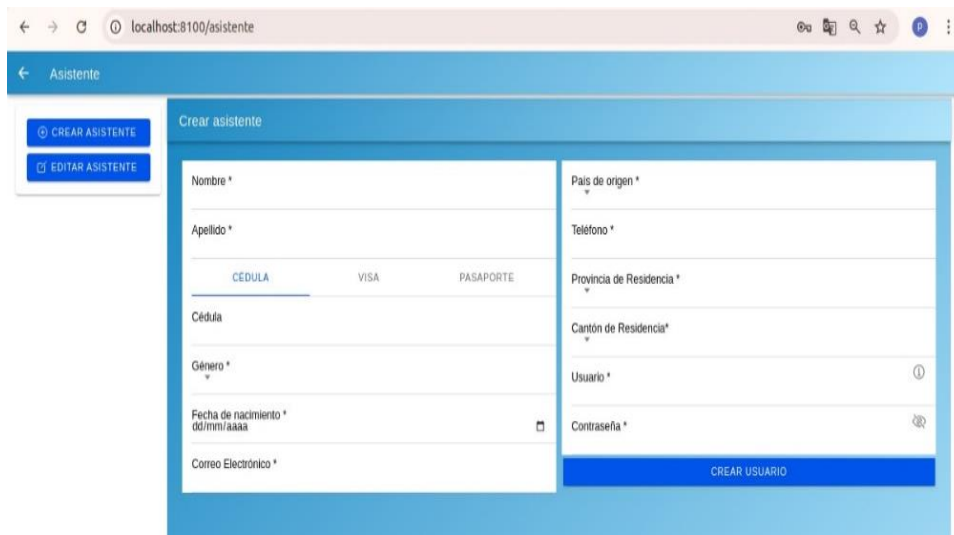 localhost:8100/asistente
P
Asistente
CREAR ASISTENTE
EDITAR ASISTENTE
Crear asistente
Nombre *
Apellido *
CÉDULA VISA PASAPORTE
Cédula
Género *
Fecha de nacimiento *
dd/mm/aaaa
Correo Electrónico *
País de origen *
Teléfono *
Provincia de Residencia *
Cantón de Residencia*
Usuario *
Contraseña *
CREAR USUARIO